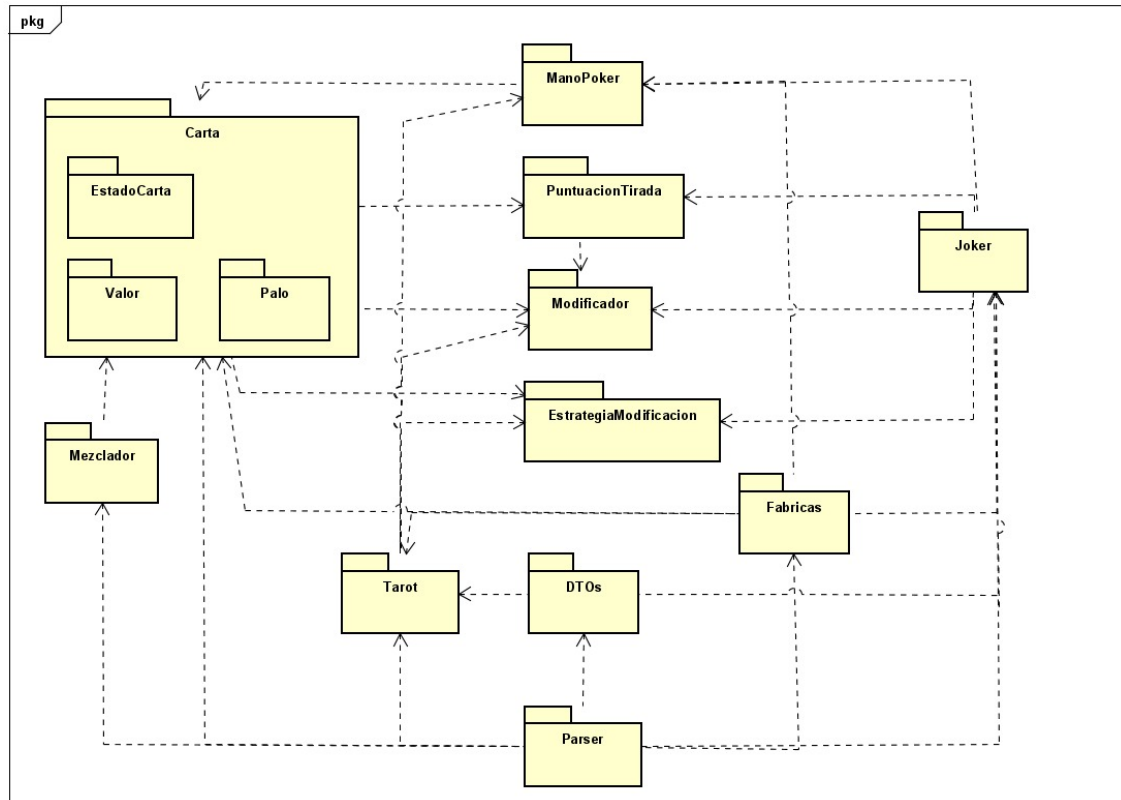 pkg
ManoPoker
Carta
EstadoCarta
PuntuacionTirada
Joker
Valor
Palo
Modificador
EstrategiaModificacion
Mezclador
Fabricas
Tarot
DTOs
Parser